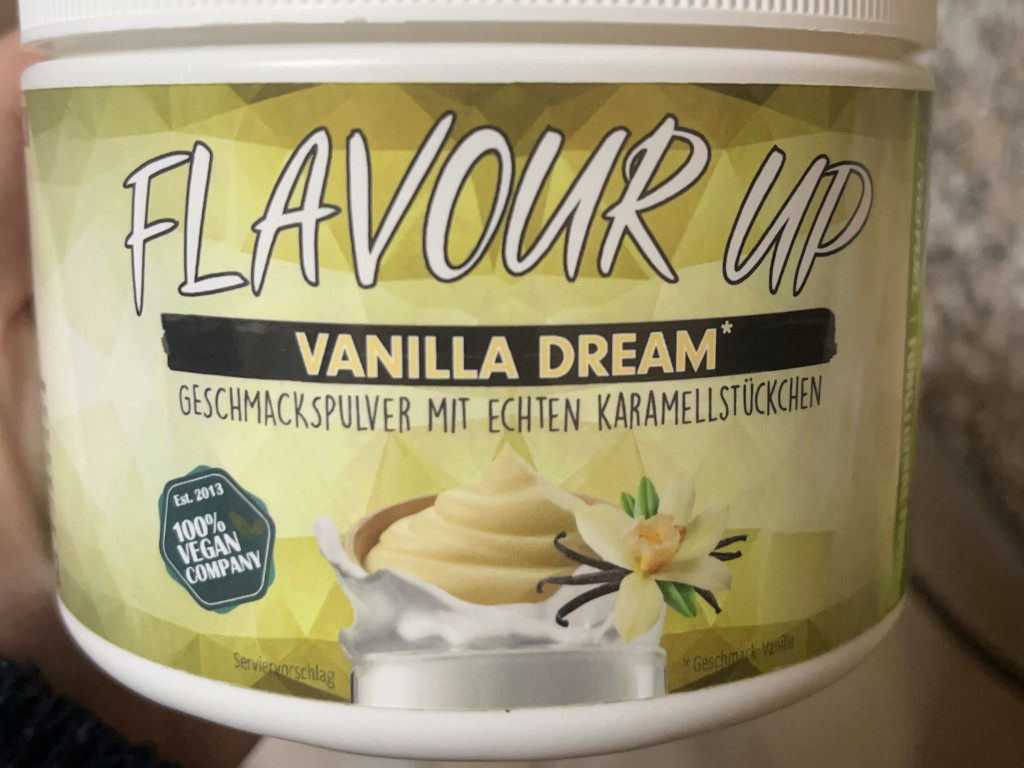 FLAVOUR UP
VANILLA DREAM*
GESCHMACKSPULVER MIT ECHTEN KARAMELLSTÜCKCHEN
Est. 2013
100%
VEGAN
COMPANY
Serviervorschlag
* Geschmack: Vanille